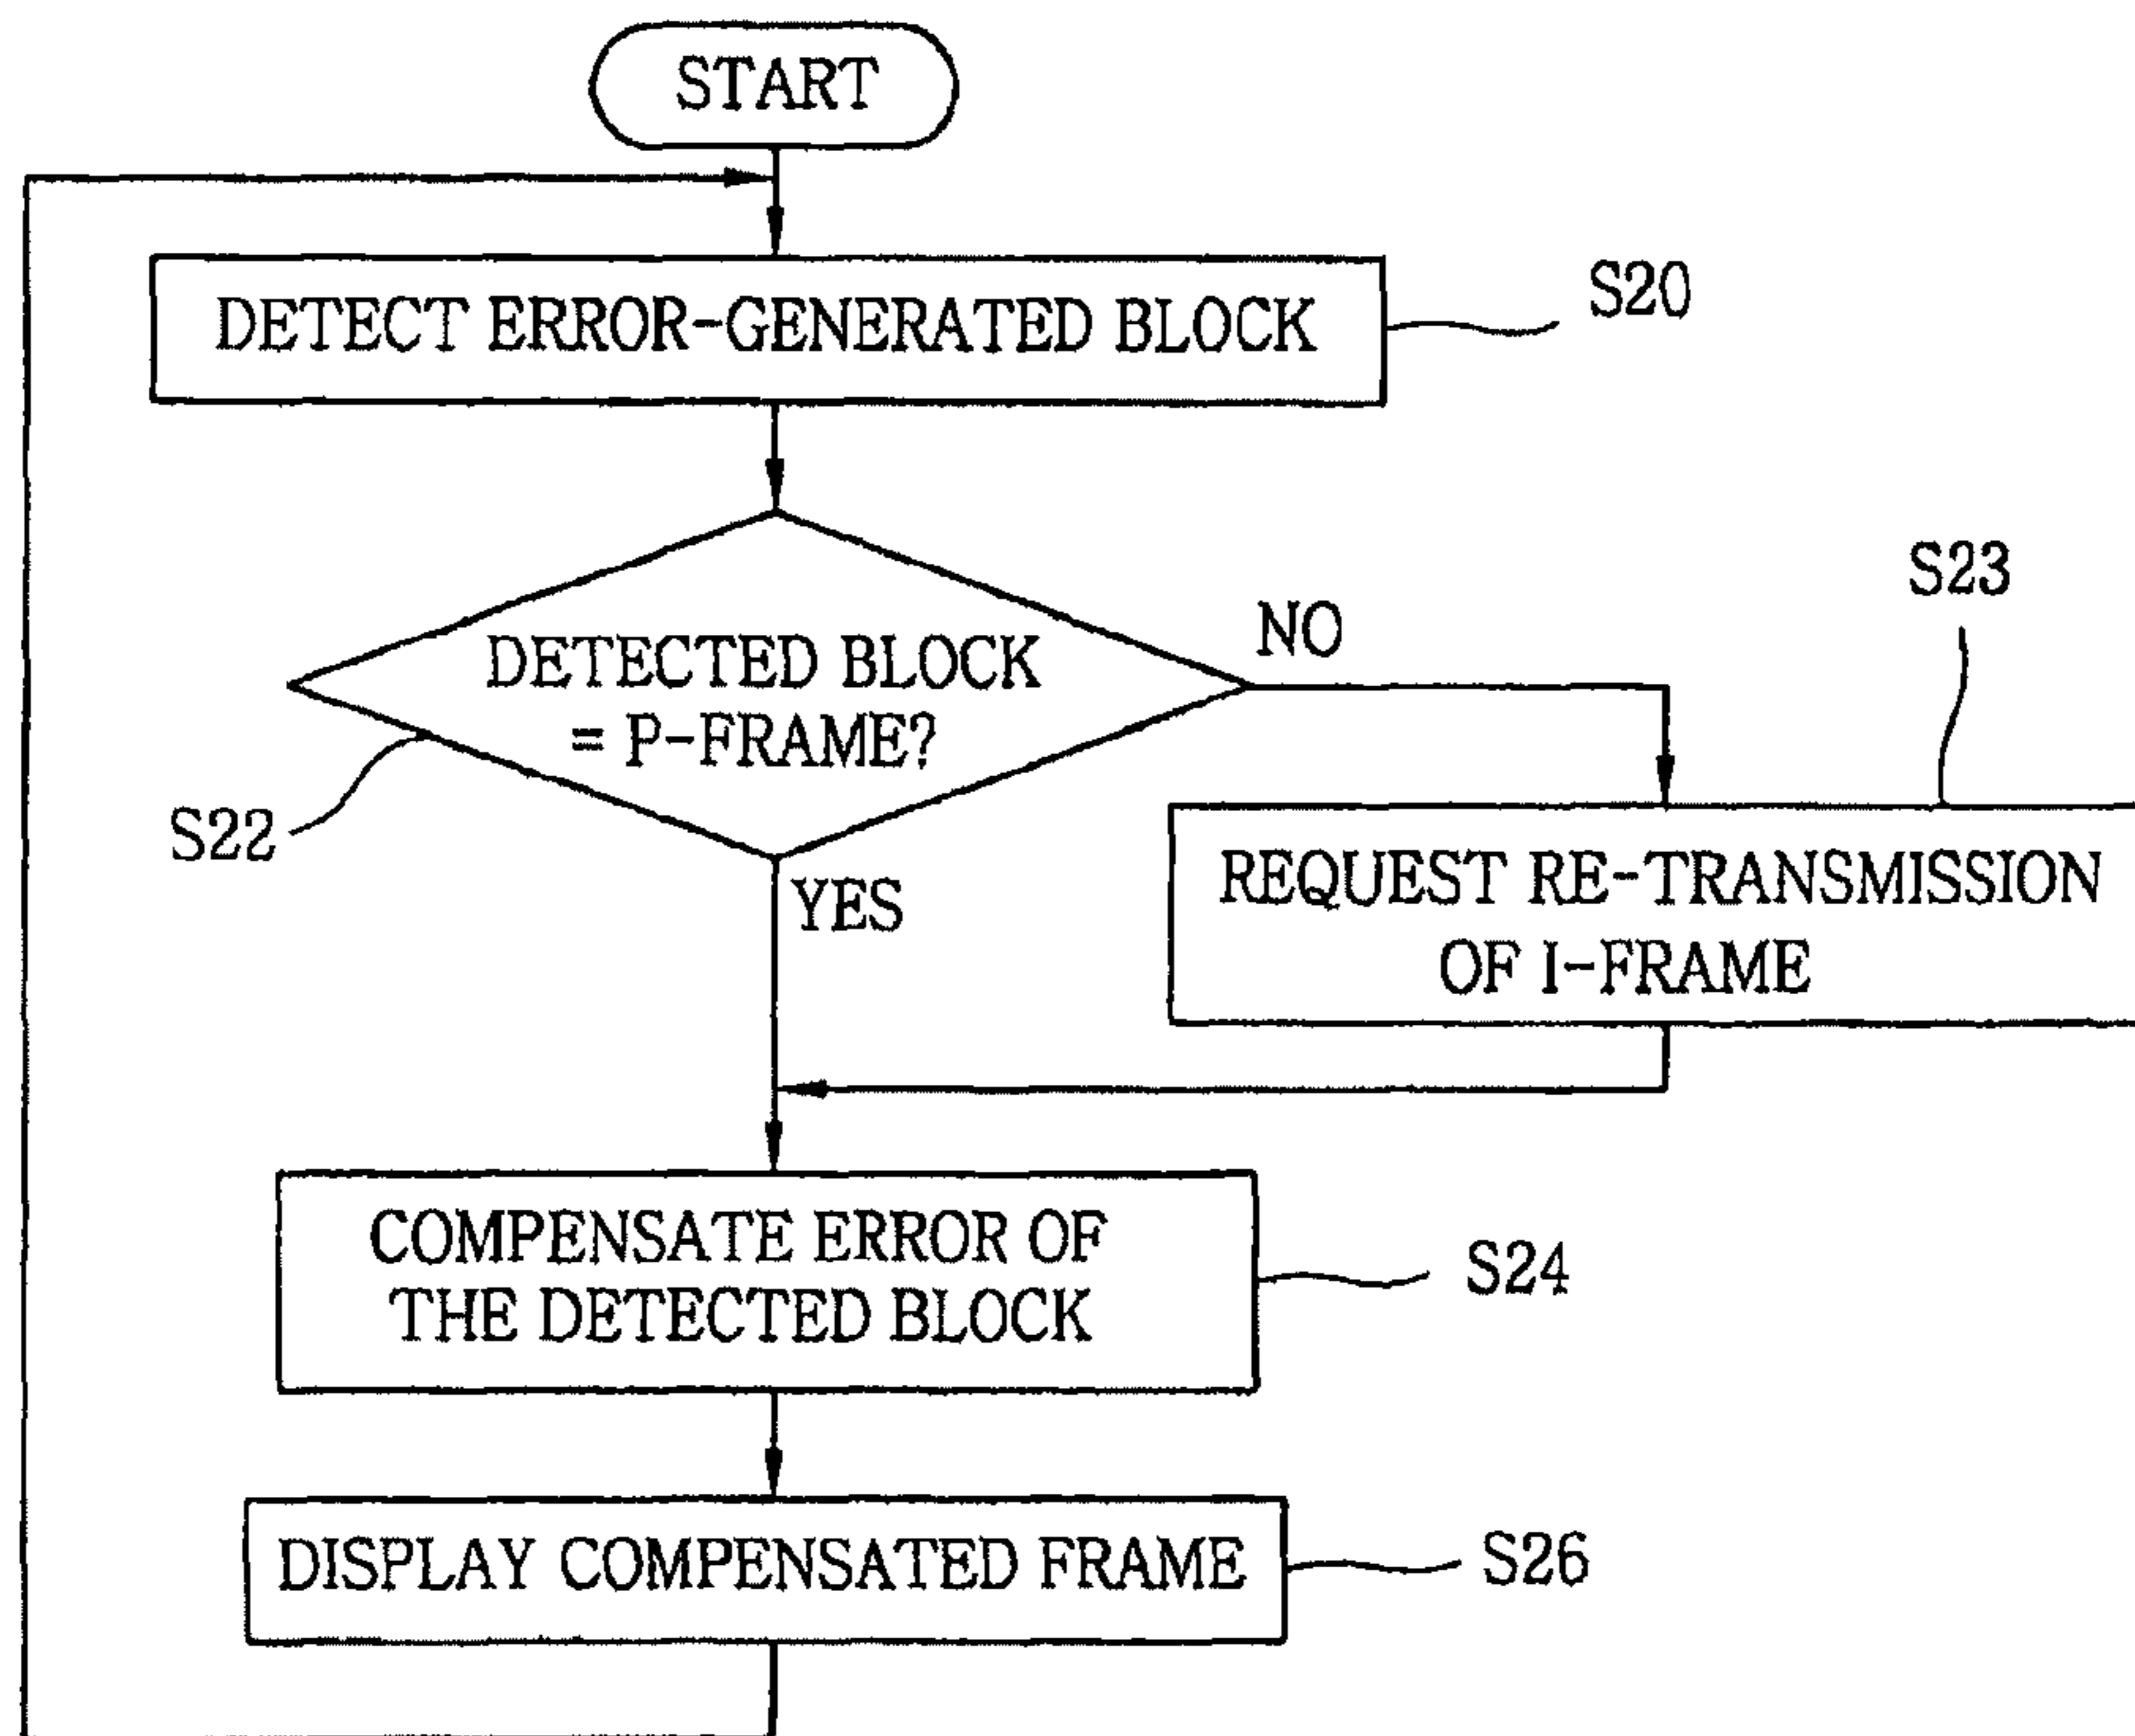 START
DETECT ERROR-GENERATED BLOCK
S20
DETECTED BLOCK
= P-FRAME?
S22
NO
S23
REQUEST RE-TRANSMISSION
OF I-FRAME
YES
COMPENSATE ERROR OF
THE DETECTED BLOCK
S24
DISPLAY COMPENSATED FRAME
S26